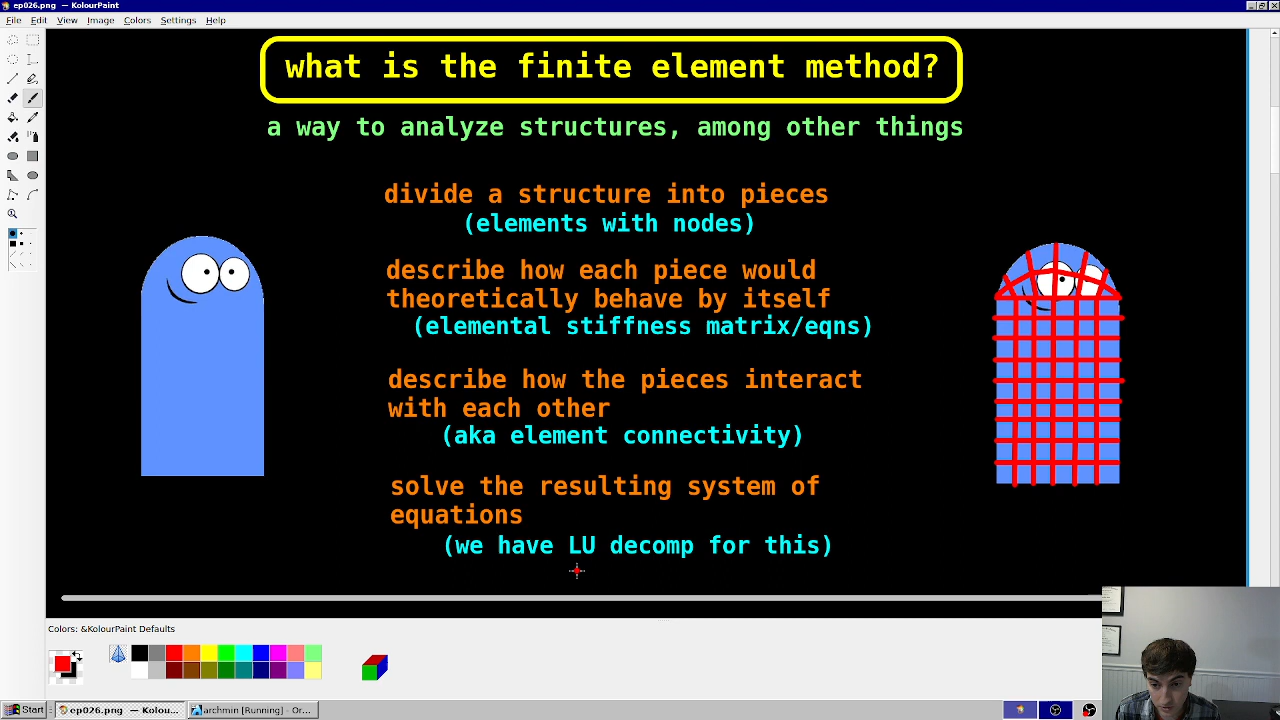 ep026.png — KolourPaint
File Edit View Image Colors Settings Help
what is the finite element method?
a way to analyze structures, among other things
divide a structure into pieces
(elements with nodes)
describe how each piece would
theoretically behave by itself
(elemental stiffness matrix/eqns)
describe how the pieces interact
with each other
(aka element connectivity)
solve the resulting system of
equations
(we have LU decomp for this)
Colors: &KolourPaint Defaults
Start ep026.png — Kolou... archmin [Running] - Or...